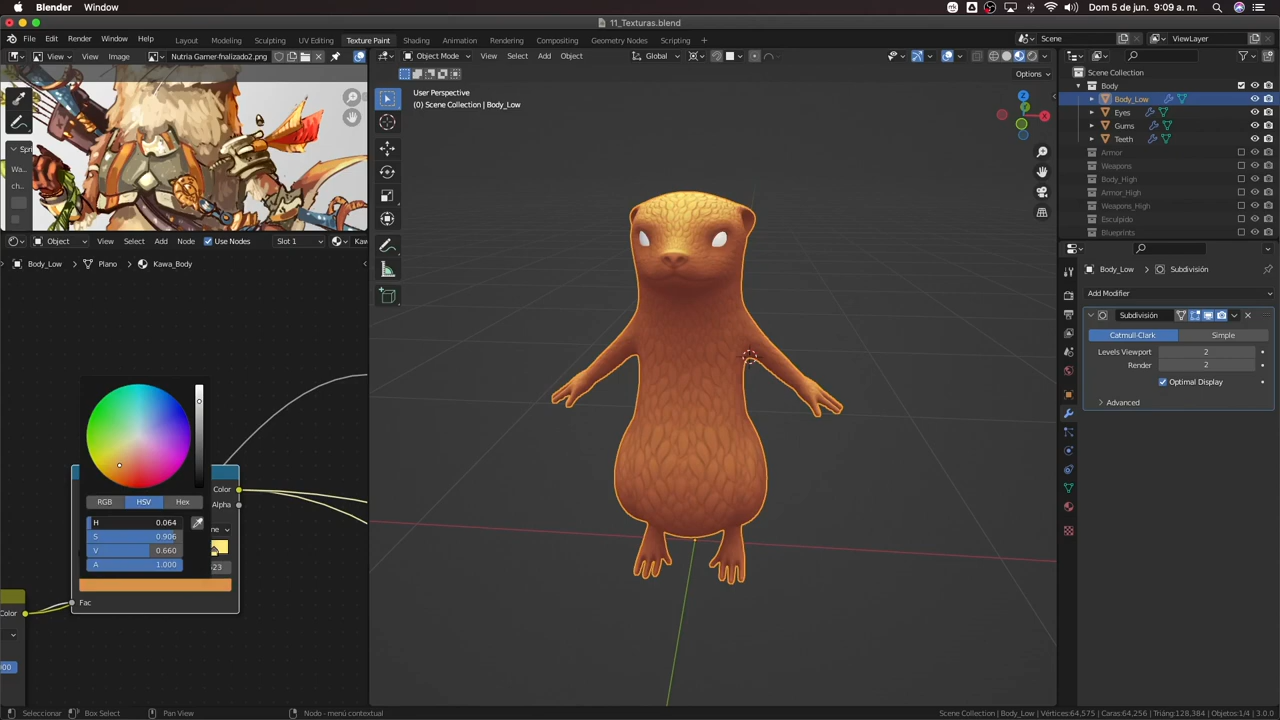 Blender Window
Dom 5 de jun. 9:09 a. m.
11_Texturas.blend
File Edit Render Window Help
Layout Modeling Sculpting UV Editing Texture Paint Shading Animation Rendering Compositing Geometry Nodes Scripting +
Scene
ViewLayer
View Image
Nutria Gamer-fnalizado2.png
Object Mode
View Select Add Object
Global
Options
User Perspective
(0) Scene Collection | Body_Low
Scene Collection
Body
Body_Low
Eyes
Gums
Teeth
Armor
Weapons
Body_High
Armor_High
Weapons_High
Esculpido
Blueprints
Object
View Select Add Node
Use Nodes
Slot 1
Body_Low > Plano > Kawa_Body
Color
Alpha
RGB HSV Hex
H 0.064
S 0.906
V 0.660
A 1.000
Fac
Color
Body_Low > Subdivisión
Add Modifier
Subdivisión
Catmull-Clark Simple
Levels Viewport 2
Render 2
Optimal Display
Advanced
Seleccionar
Box Select
Pan View
Nodo - menú contextual
Scene Collection | Body_Low | Vértices:64,575 | Caras:64,256 | Triáng:128,384 | Objetos:1/4 | 3.0.0